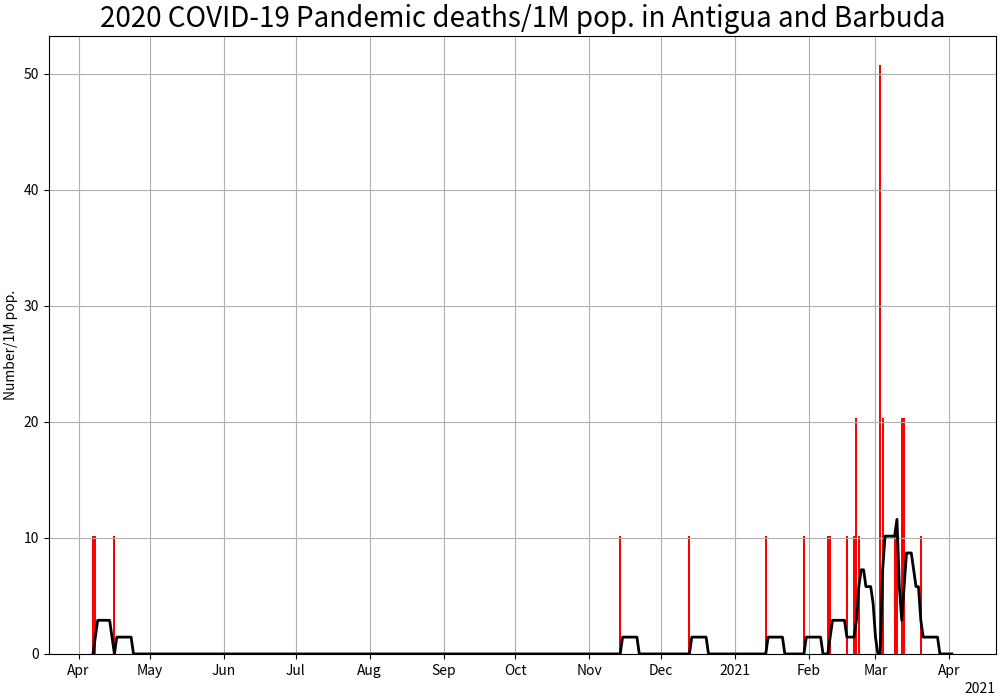 2020 COVID-19 Pandemic deaths/1M pop. in Antigua and Barbuda
Number/1M pop.
50
40
30
20
10
0
Apr May Jun Jul Aug Sep Oct Nov Dec 2021 Feb Mar Apr
2021